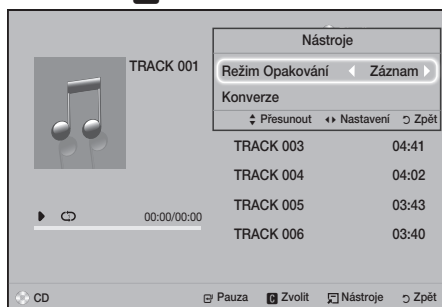 TRACK 001
Nástroje
Režim Opakování Záznam
Konverze
Přesunout Nastavení Zpět
TRACK 003 04:41
TRACK 004 04:02
TRACK 005 03:43
TRACK 006 03:40
00:00/00:00
CD Pauza C Zvolit Nástroje Zpět